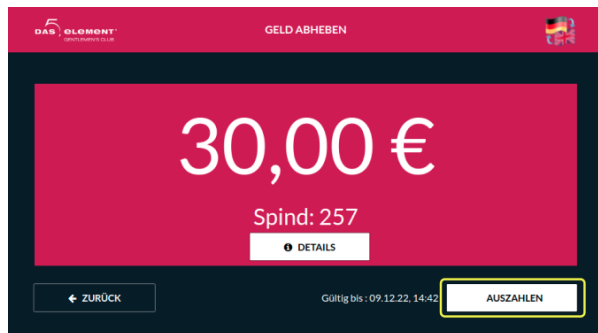 DAS 5. ELEMENT
GENTLEMEN'S CLUB
GELD ABHEBEN
30,00 €
Spind: 257
DETAILS
ZURÜCK
Gültig bis : 09.12.22, 14:42
AUSZAHLEN